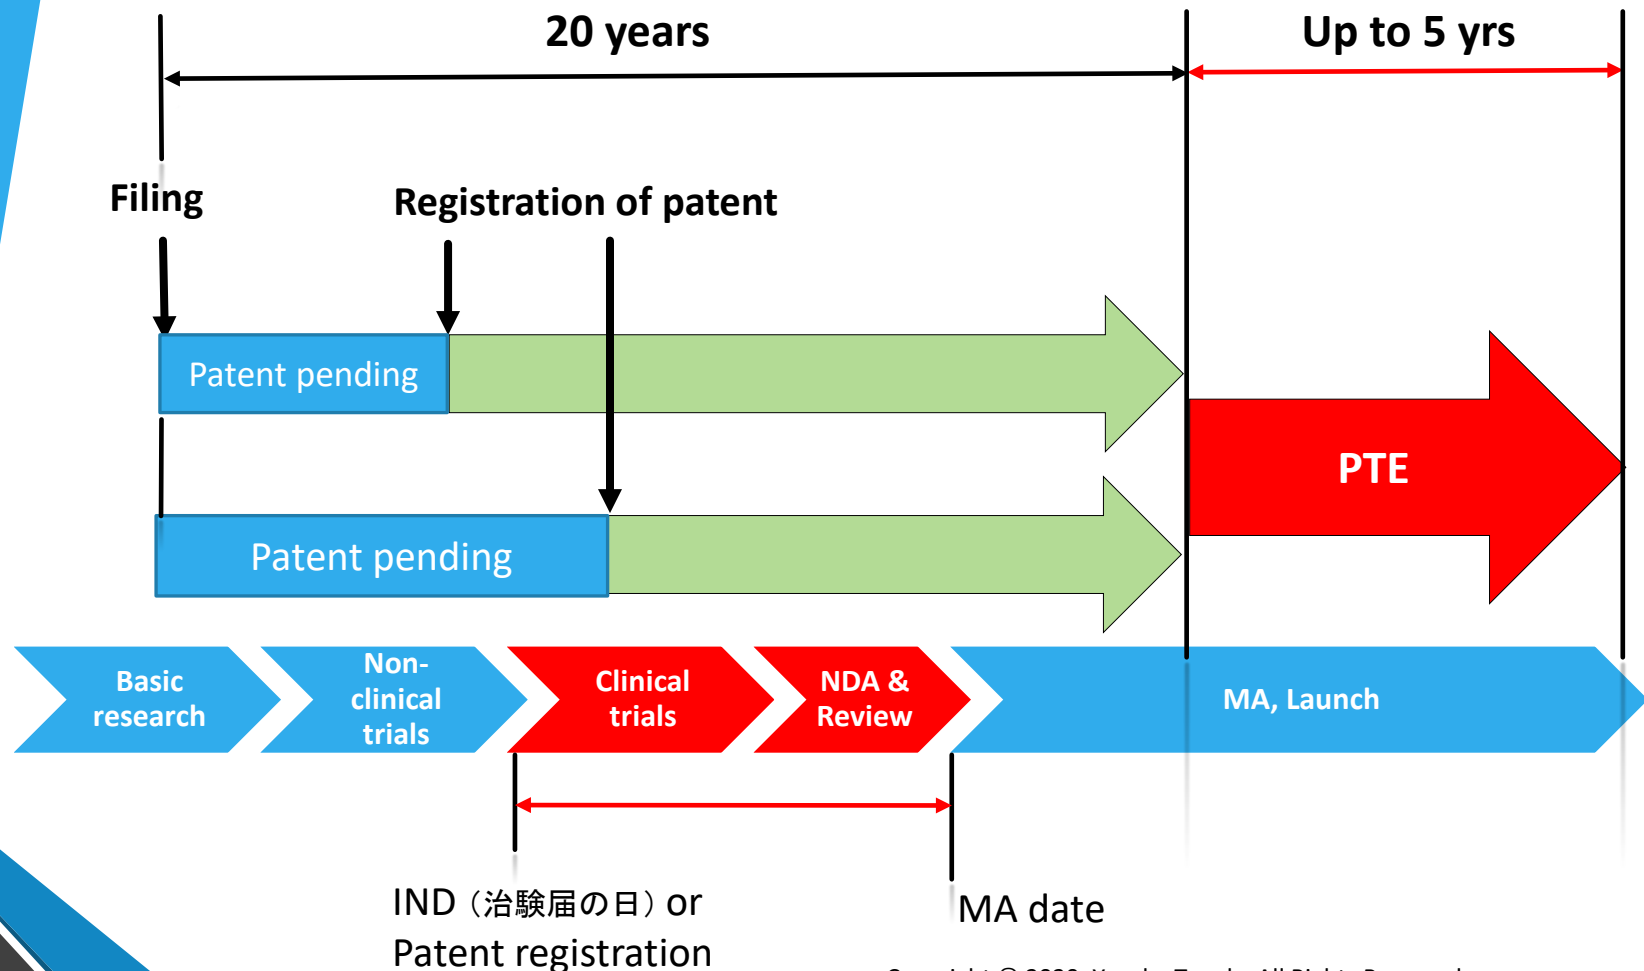 20 years
Up to 5 yrs
Filing
Registration of patent
Patent pending
PTE
Patent pending
Basic
research
Non-
clinical
trials
Clinical
trials
NDA &
Review
MA, Launch
IND（治験届の日）or
Patent registration
MA date